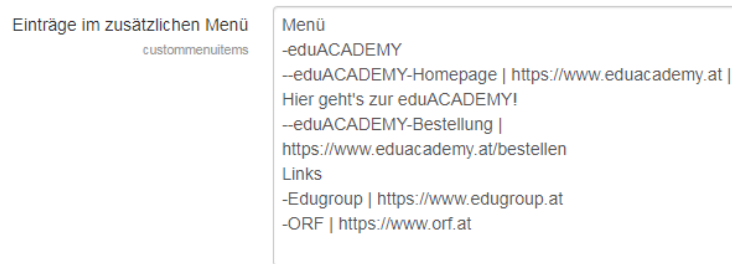 Einträge im zusätzlichen Menü
custommenuitems
Menü
-eduACADEMY
--eduACADEMY-Homepage | https://www.eduacademy.at |
Hier geht's zur eduACADEMY!
--eduACADEMY-Bestellung |
https://www.eduacademy.at/bestellen
Links
-Edugroup | https://www.edugroup.at
-ORF | https://www.orf.at